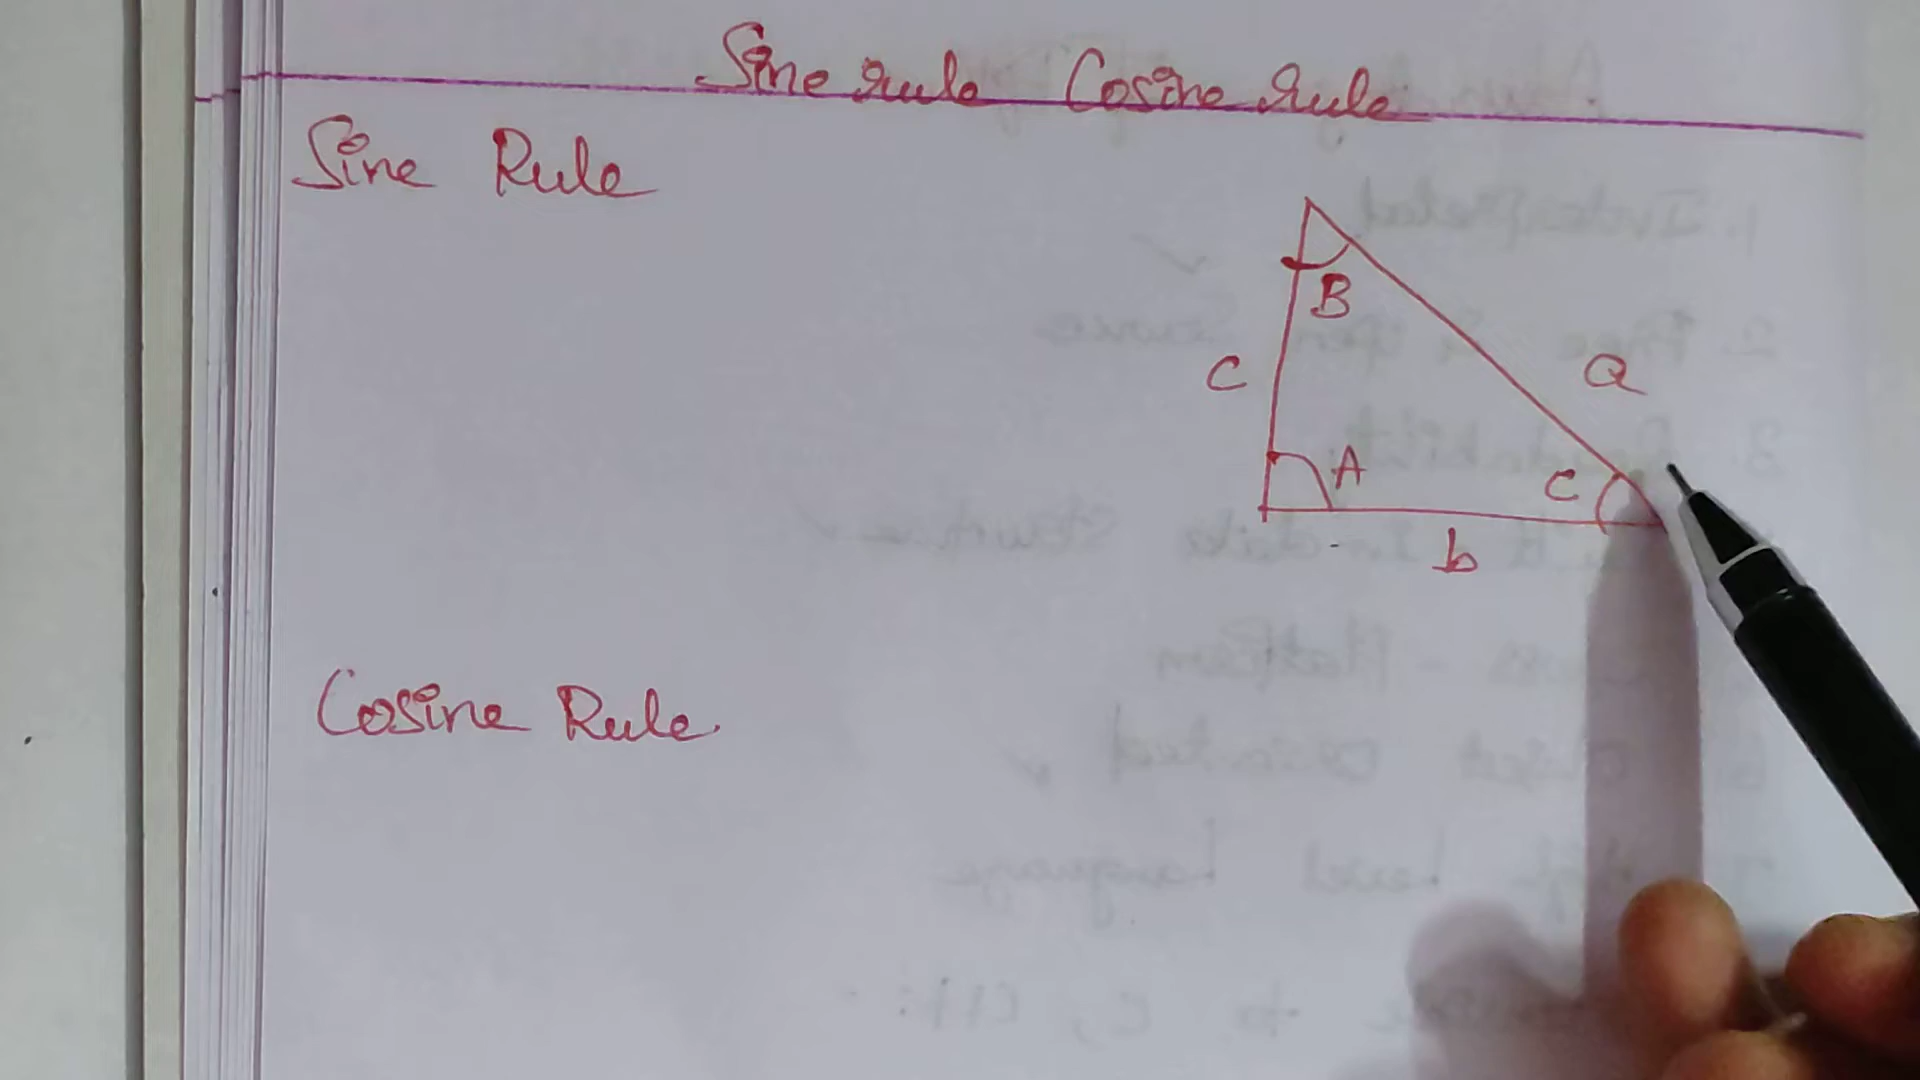 Sine rule Cosine rule
Sine Rule
B
C
a
A
C
b
Cosine Rule